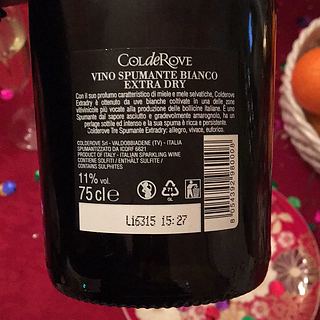 COLDEROVE
VINO SPUMANTE BIANCO
EXTRA DRY
Con il suo profumo caratteristico di miele e mele selvatiche, Colderove
Extradry è ottenuto da uve bianche coltivate in una delle zone
vitivinicole più vocate alla produzione delle bollicine Italiane. È uno
Spumante dal sapore asciutto e gradevolmente amarognolo, ha un
perlage sottile ed intenso e la sua spuma è ricca e persistente.
Colderove Tre Spumante Extradry: allegro, vivace, euforico.
COLDEROVE Srl - VALDOBBIADENE (TV) - ITALIA
SPUMANTIZZATO DA ICQRF 6621
PRODUCT OF ITALY - ITALIAN SPARKLING WINE
CONTIENE SOLFITI / ENTHÄLT SULFITE /
CONTAINS SULPHITES
11% vol.
75 cl e
GL
L16315 15:27